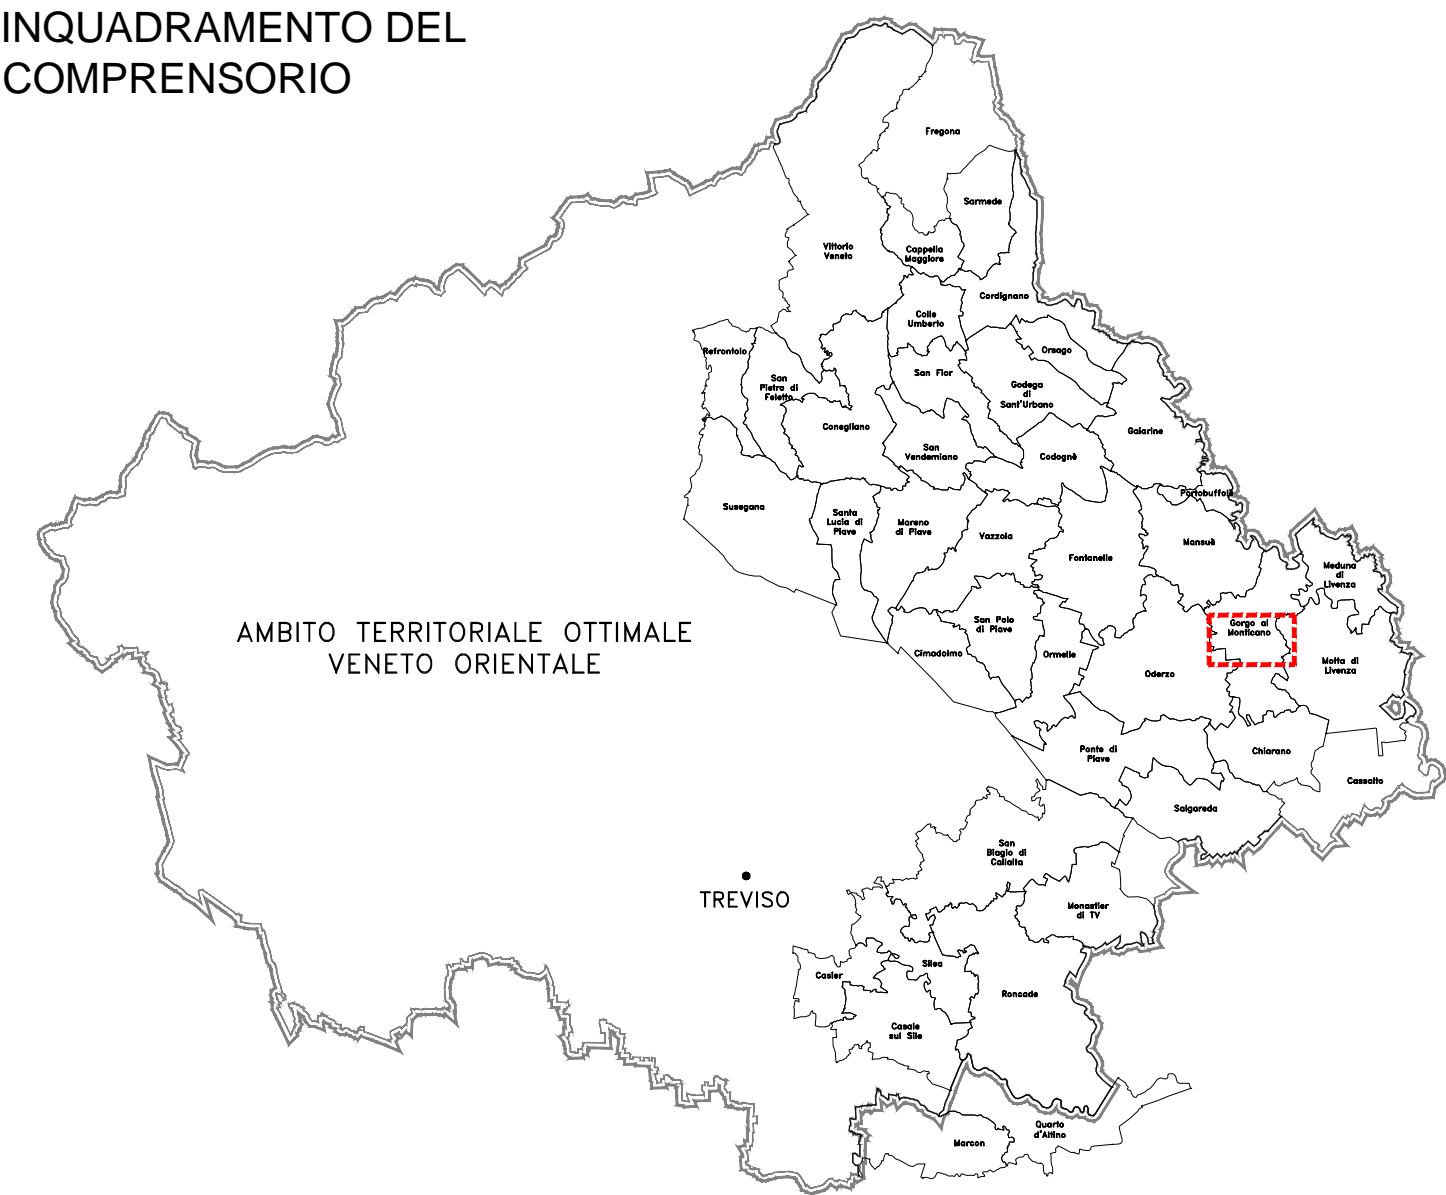 INQUADRAMENTO DEL
COMPRENSORIO
Fregona
Sarmede
Vittorio
Veneto
Cappella
Maggiore
Cordignano
Colle
Umberto
Refrontolo
Orsago
San
Pietro di
Feletto
San Fior
Godega
di
Sant'Urbano
Conegliano
Gaiarine
San
Vendemiano
Codognè
Portobuffolè
Susegana
Santa
Lucia di
Piave
Mareno
di Piave
Vazzola
Fontanelle
Mansuè
Meduna
di
Livenza
AMBITO TERRITORIALE OTTIMALE
VENETO ORIENTALE
San Polo
di Piave
Gorgo al
Monticano
Cimadolmo
Ormelle
Oderzo
Motta di
Livenza
Ponte di
Piave
Chiarano
Cessalto
Salgareda
San
Biagio di
Callalta
TREVISO
Monastier
di TV
Silea
Casier
Roncade
Casale
sul Sile
Quarto
d'Altino
Marcon